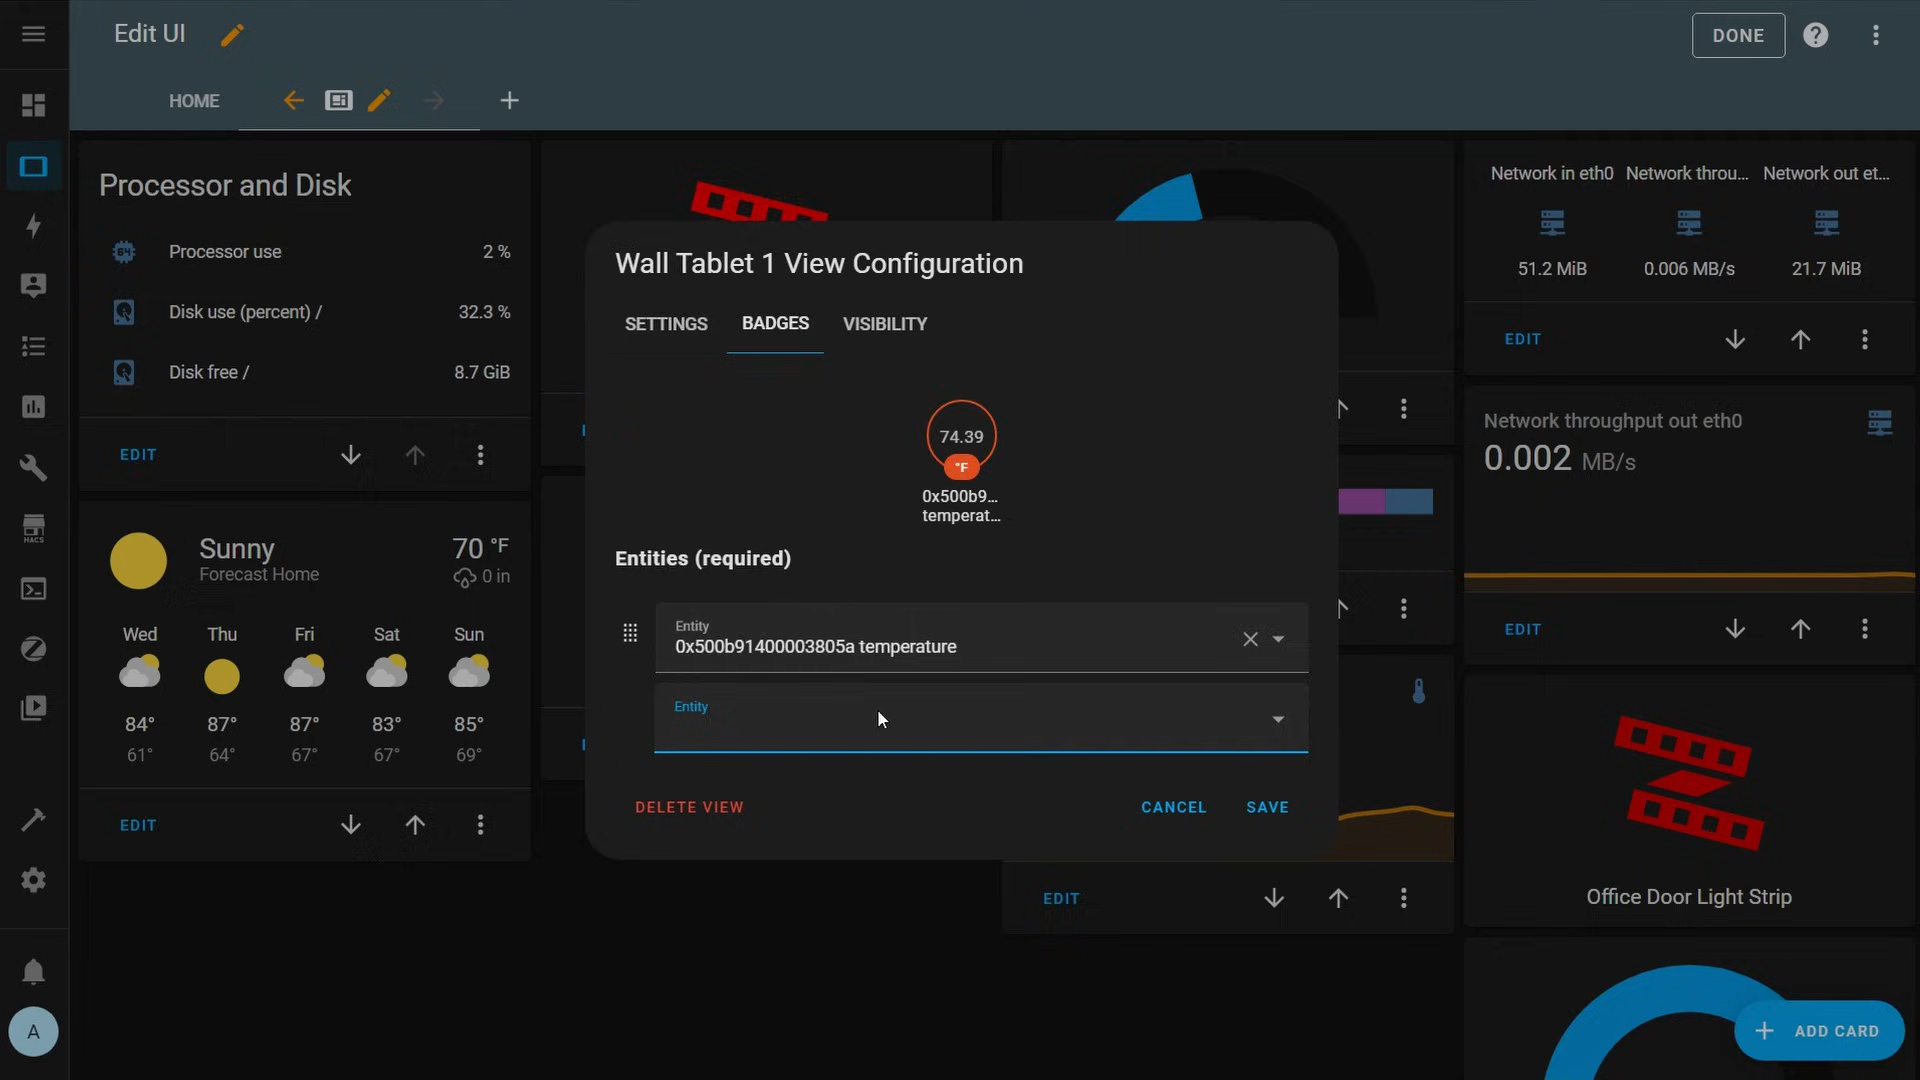 Edit UI
DONE
HOME
Processor and Disk
64
Processor use
2 %
Disk use (percent) /
32.3 %
Disk free /
8.7 GiB
EDIT
Sunny
Forecast Home
70 °F
0 in
Wed
Thu
Fri
Sat
Sun
84°
87°
87°
83°
85°
61°
64°
67°
67°
69°
EDIT
Wall Tablet 1 View Configuration
SETTINGS
BADGES
VISIBILITY
74.39
°F
0x500b9...
temperat...
Entities (required)
Entity
0x500b91400003805a temperature
Entity
DELETE VIEW
CANCEL
SAVE
EDIT
Network in eth0
Network throu...
Network out et...
51.2 MiB
0.006 MB/s
21.7 MiB
EDIT
Network throughput out eth0
0.002 MB/s
EDIT
Office Door Light Strip
ADD CARD
HACS
A